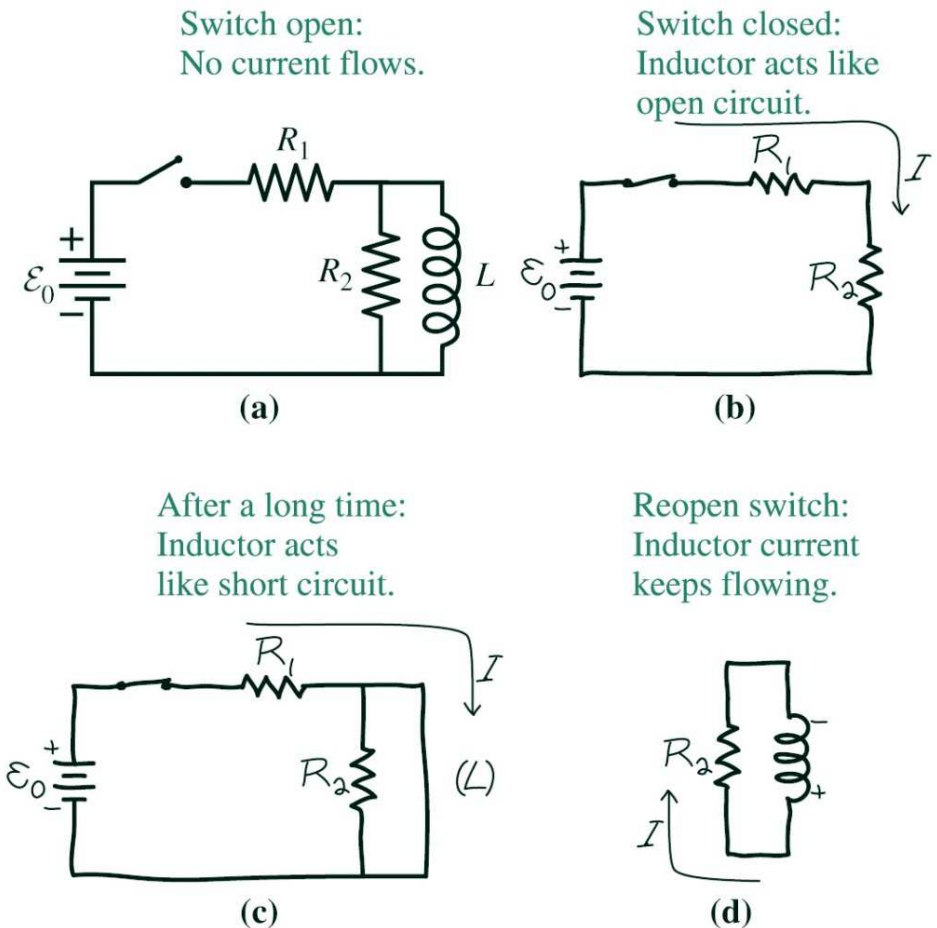 Switch open:
No current flows.
R₁
+
ℰ₀
−
R₂
L
(a)
Switch closed:
Inductor acts like
open circuit.
R₁
I
+
ℰ₀
−
R₂
(b)
After a long time:
Inductor acts
like short circuit.
R₁
I
+
ℰ₀
−
R₂
(L)
(c)
Reopen switch:
Inductor current
keeps flowing.
R₂
−
+
I
(d)